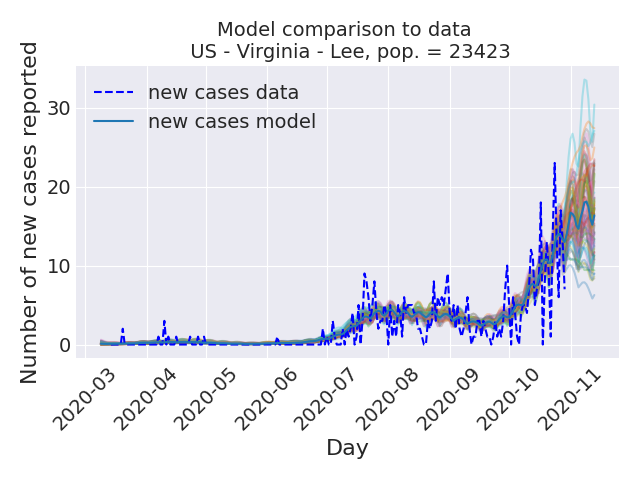 Model comparison to data
US - Virginia - Lee, pop. = 23423
new cases data
new cases model
Number of new cases reported
30
20
10
0
2020-03
2020-04
2020-05
2020-06
2020-07
2020-08
2020-09
2020-10
2020-11
Day